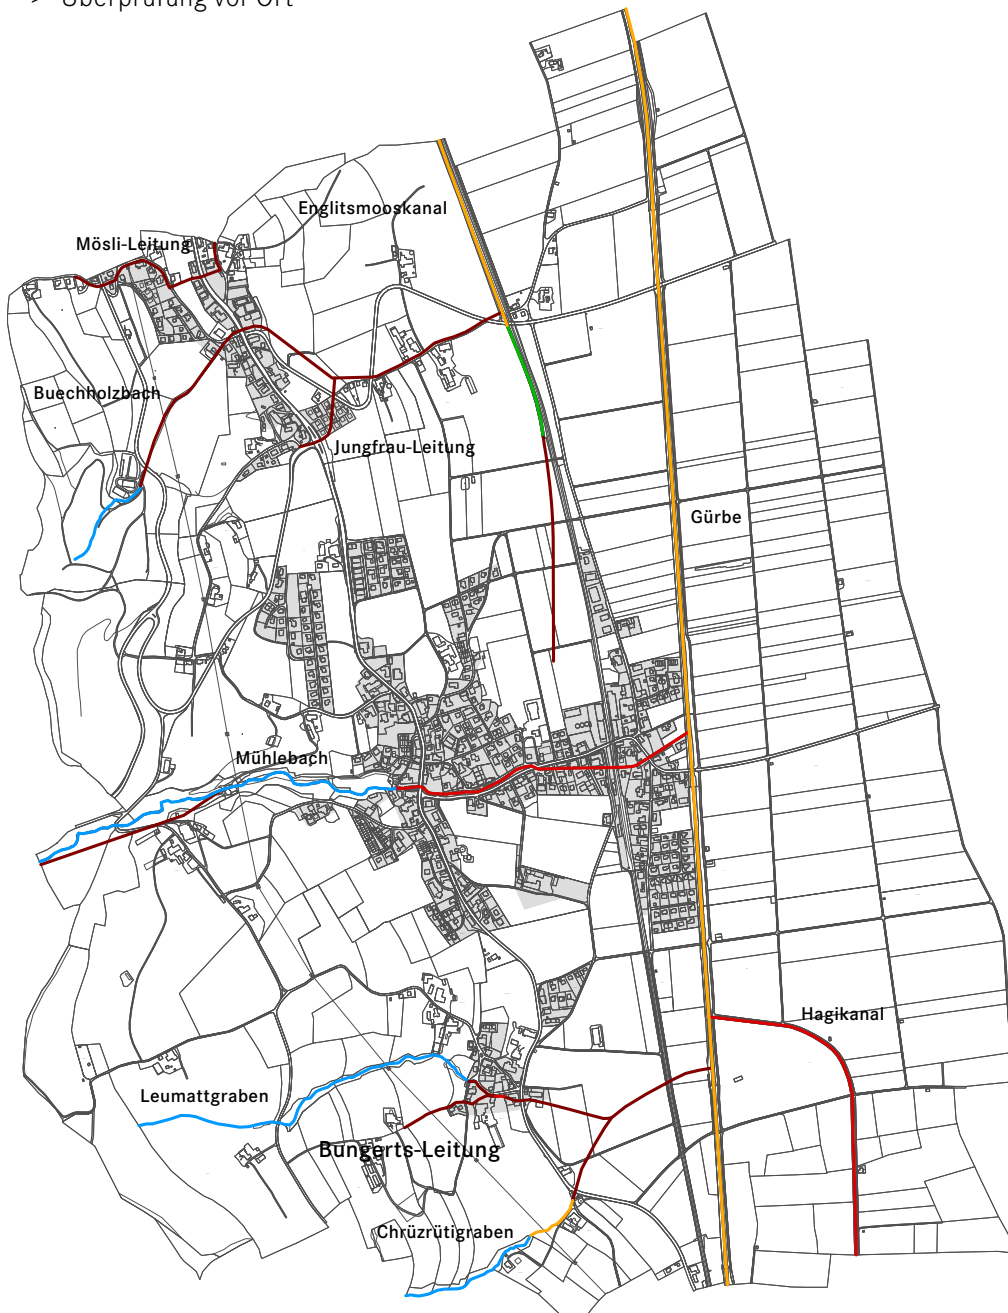 > Überprüfung vor Ort
Englitsmooskanal
Mösli-Leitung
Buechholzbach
Jungfrau-Leitung
Gürbe
Mühlebach
Hagikanal
Leumattgraben
Bungerts-Leitung
Chrüzrütigraben